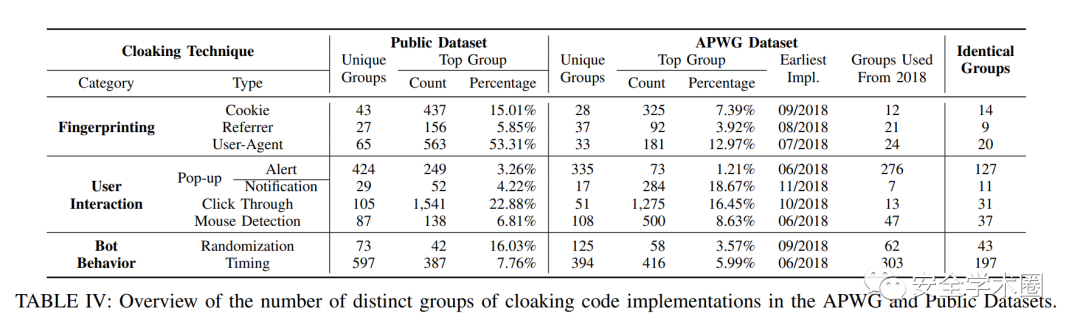 Cloaking Technique Public Dataset APWG Dataset Identical Groups
Category Type Unique Groups Top Group Unique Groups Top Group Earliest Impl. Groups Used From 2018
Count Percentage Count Percentage
Fingerprinting Cookie 43 437 15.01% 28 325 7.39% 09/2018 12 14
Referrer 27 156 5.85% 37 92 3.92% 08/2018 21 9
User-Agent 65 563 53.31% 33 181 12.97% 07/2018 24 20
User Interaction Pop-up Alert 424 249 3.26% 335 73 1.21% 06/2018 276 127
Notification 29 52 4.22% 17 284 18.67% 11/2018 7 11
Click Through 105 1,541 22.88% 51 1,275 16.45% 10/2018 13 31
Mouse Detection 87 138 6.81% 108 500 8.63% 06/2018 47 37
Bot Behavior Randomization 73 42 16.03% 125 58 3.57% 09/2018 62 43
Timing 597 387 7.76% 394 416 5.99% 06/2018 303 197
安全学术圈
TABLE IV: Overview of the number of distinct groups of cloaking code implementations in the APWG and Public Datasets.